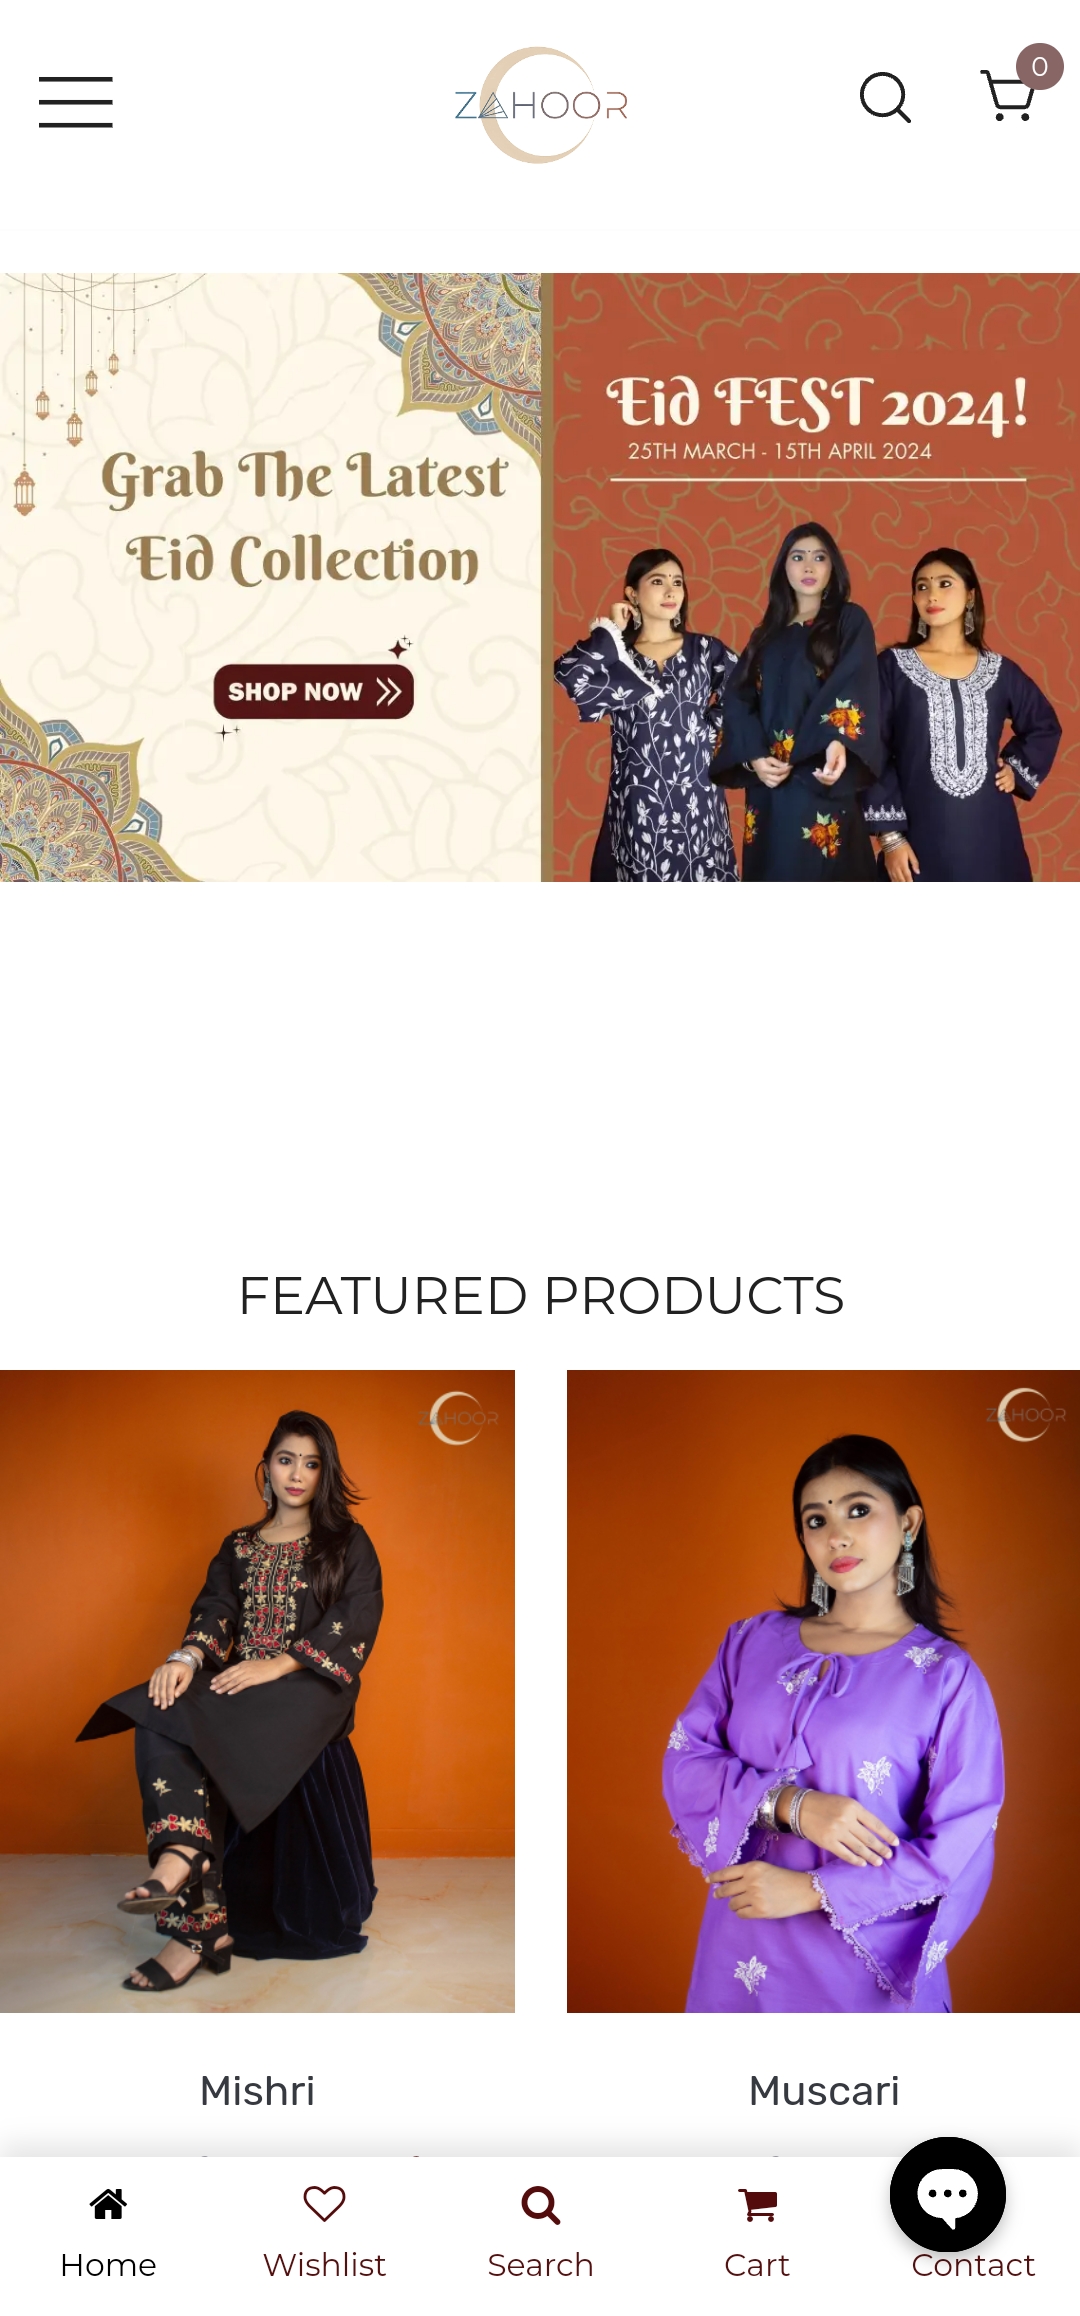 ZAHOOR
0
Grab The Latest
Eid Collection
SHOP NOW
Eid FEST 2024!
25TH MARCH - 15TH APRIL 2024
FEATURED PRODUCTS
ZAHOOR
ZAHOOR
Mishri
Muscari
Home
Wishlist
Search
Cart
Contact